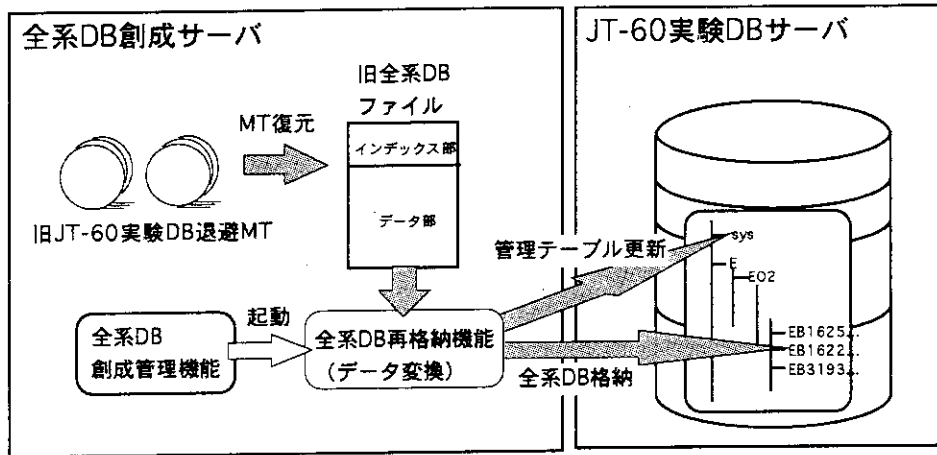 全系DB創成サーバ
旧全系DB
ファイル
MT復元
インデックス部
データ部
旧JT-60実験DB退避MT
全系DB
創成管理機能
起動
全系DB再格納機能
(データ変換)
管理テーブル更新
全系DB格納
JT-60実験DBサーバ
sys
E
E02
EB1625...
EB1622...
EB3193...